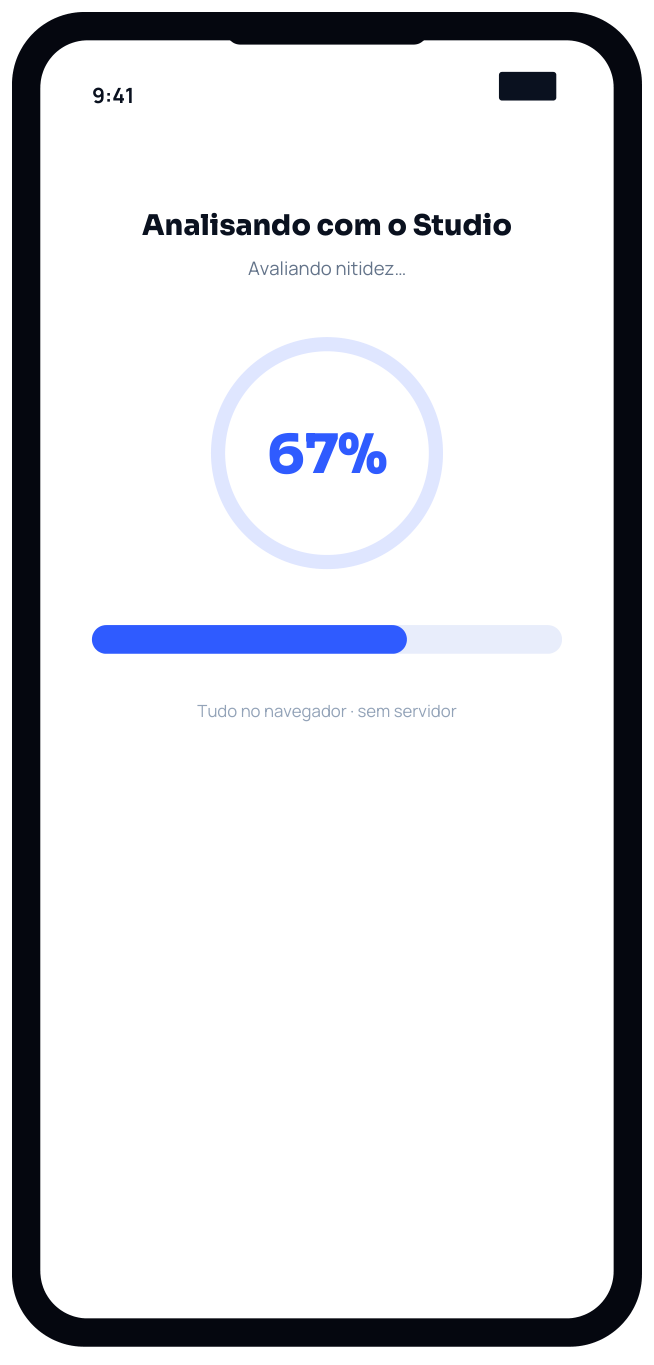 9:41
Analisando com o Studio
Avaliando nitidez…
67%
Tudo no navegador · sem servidor